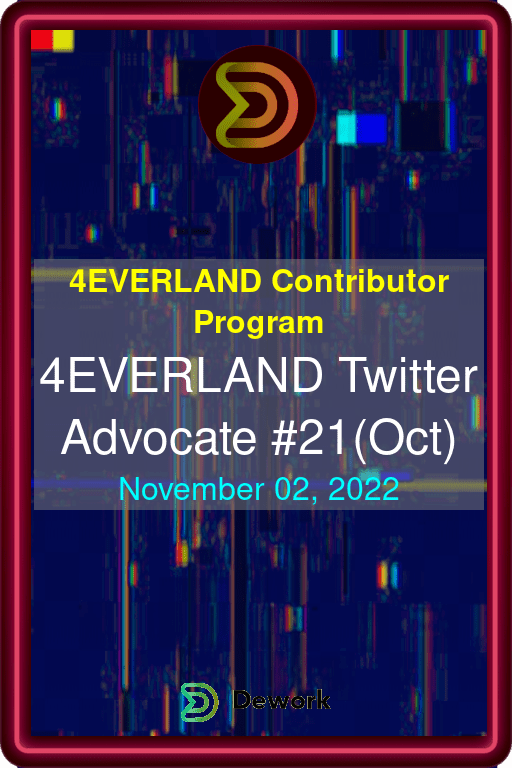 4EVERLAND Contributor
Program
4EVERLAND Twitter
Advocate #21(Oct)
November 02, 2022
Dework